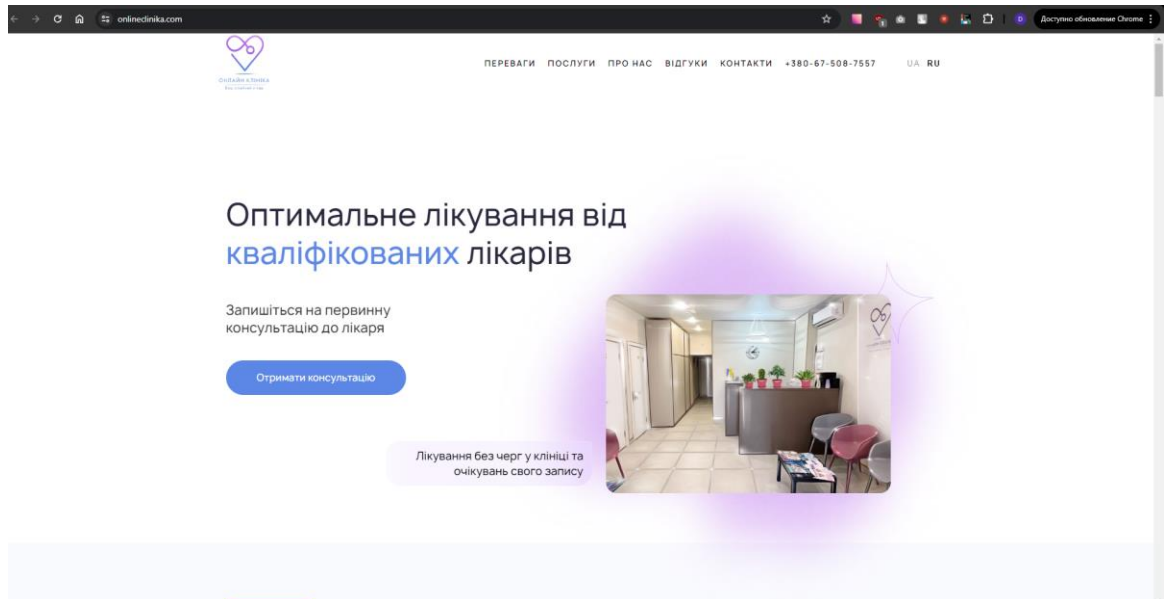 onlineclinika.com
Доступно обновление Chrome
ОНЛАЙН КЛІНІКА
ПЕРЕВАГИ ПОСЛУГИ ПРО НАС ВІДГУКИ КОНТАКТИ +380-67-508-7557 UA RU
Оптимальне лікування від
кваліфікованих лікарів
Запишіться на первинну
консультацію до лікаря
Отримати консультацію
Лікування без черг у клініці та
очікувань свого запису